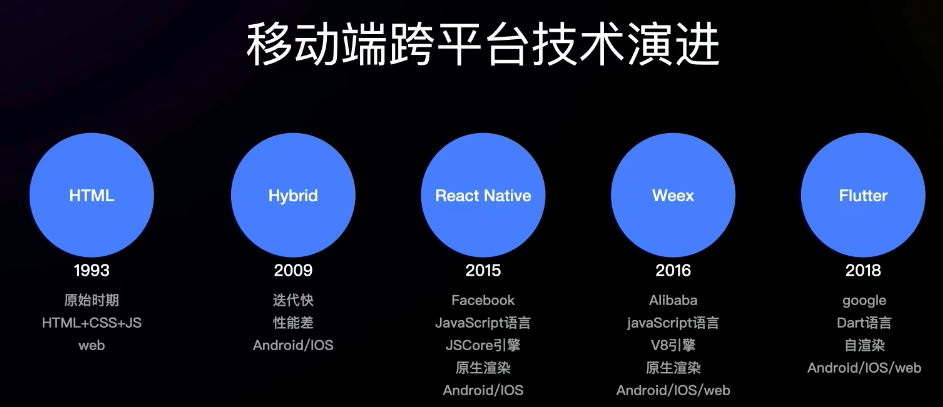 移动端跨平台技术演进
HTML
1993
原始时期
HTML+CSS+JS
web
Hybrid
2009
迭代快
性能差
Android/IOS
React Native
2015
Facebook
JavaScript语言
JSCore引擎
原生渲染
Android/IOS
Weex
2016
Alibaba
javaScript语言
V8引擎
原生渲染
Android/IOS/web
Flutter
2018
google
Dart语言
自渲染
Android/IOS/web